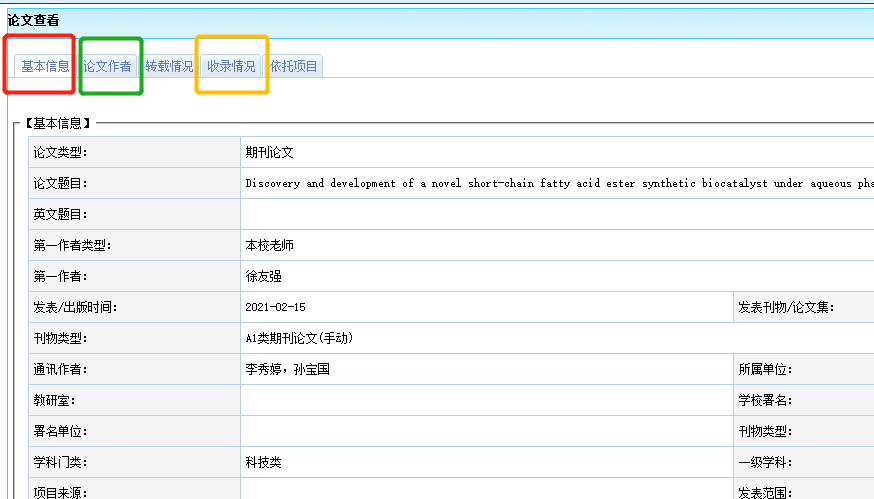 论文查看
基本信息 论文作者 转载情况 收录情况 依托项目
【基本信息】
论文类型： 期刊论文
论文题目： Discovery and development of a novel short-chain fatty acid ester synthetic biocatalyst under aqueous pha
英文题目：
第一作者类型： 本校老师
第一作者： 徐友强
发表/出版时间： 2021-02-15 发表刊物/论文集：
刊物类型： A1类期刊论文(手动)
通讯作者： 李秀婷，孙宝国 所属单位：
教研室： 学校署名：
署名单位： 刊物类型：
学科门类： 科技类 一级学科：
项目来源： 发表范围：